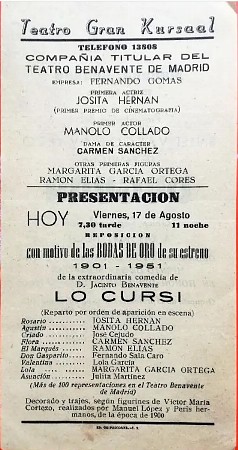 Teatro Gran Kursaal
TELEFONO 13808
COMPAÑIA TITULAR DEL
TEATRO BENAVENTE DE MADRID
EMPRESA: FERNANDO GOMAS
PRIMERA ACTRIZ
JOSITA HERNAN
(PRIMER PREMIO DE CINEMATOGRAFIA)
PRIMER ACTOR
MANOLO COLLADO
DAMA DE CARACTER
CARMEN SANCHEZ
OTRAS PRIMERAS FIGURAS
MARGARITA GARCIA ORTEGA
RAMON ELIAS - RAFAEL CORES
PRESENTACION
HOY Viernes, 17 de Agosto
7,30 tarde 11 noche
REPOSICION
con motivo de las BODAS DE ORO de su estreno
1901 - 1951
de la extraordinaria comedia de
D. JACINTO BENAVENTE
LO CURSI
(Reparto por orden de aparición en escena)
Rosario ... JOSITA HERNAN
Agustín ... MANOLO COLLADO
Criado ... José Cejudo
Flora ... CARMEN SANCHEZ
El Marqués ... RAMON ELIAS
Don Gasparito ... Fernando Sala Caro
Valentina ... Lola García
Lola ... MARGARITA GARCIA ORTEGA
Asunción ... Julita Martínez
(Más de 100 representaciones en el Teatro Benavente
de Madrid)
Decorado y trajes, según figurines de Víctor María
Cortezo, realizados por Manuel López y Peris her-
manos, de la época de 1900